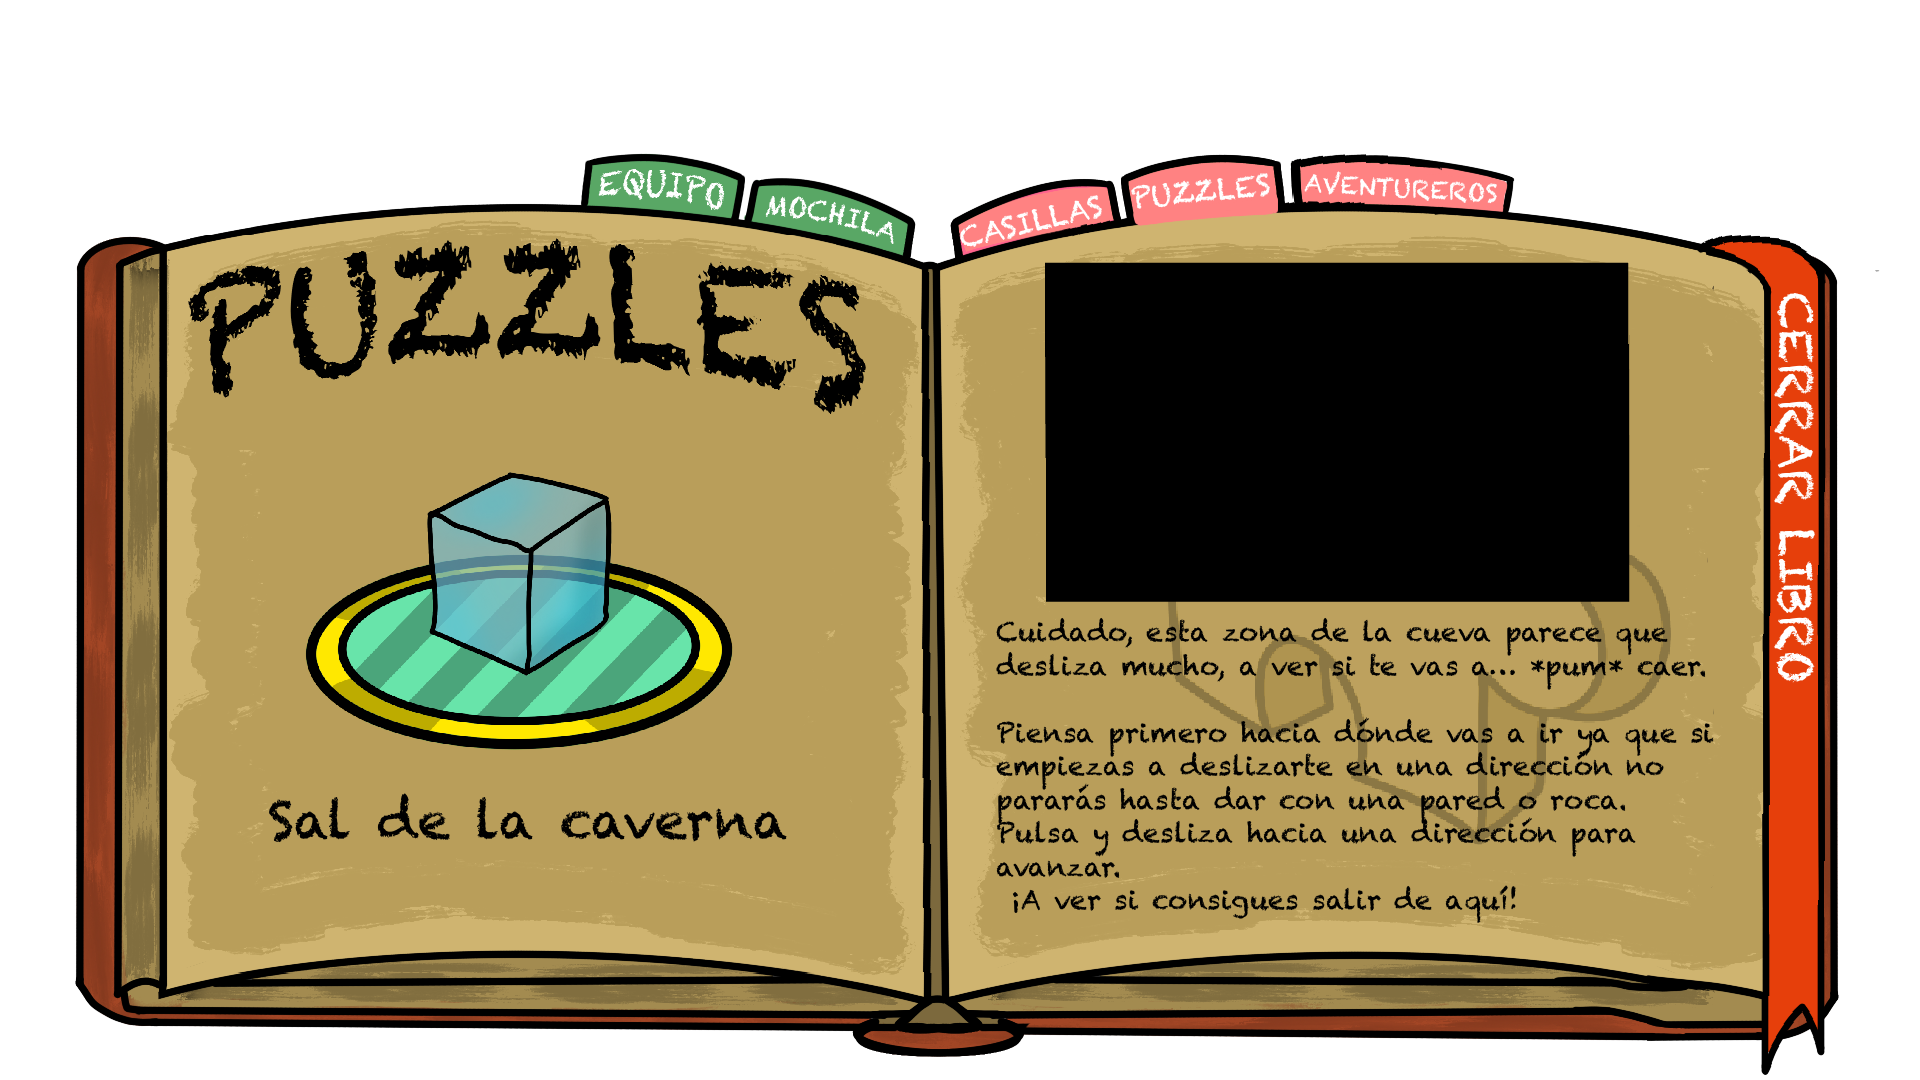 EQUIPO
MOCHILA
CASILLAS
PUZZLES
AVENTUREROS
PUZZLES
Sal de la caverna
Cuidado, esta zona de la cueva parece que
desliza mucho, a ver si te vas a... *pum* caer.
Piensa primero hacia dónde vas a ir ya que si
empiezas a deslizarte en una dirección no
pararás hasta dar con una pared o roca.
Pulsa y desliza hacia una dirección para
avanzar.
¡A ver si consigues salir de aquí!
CERRAR LIBRO